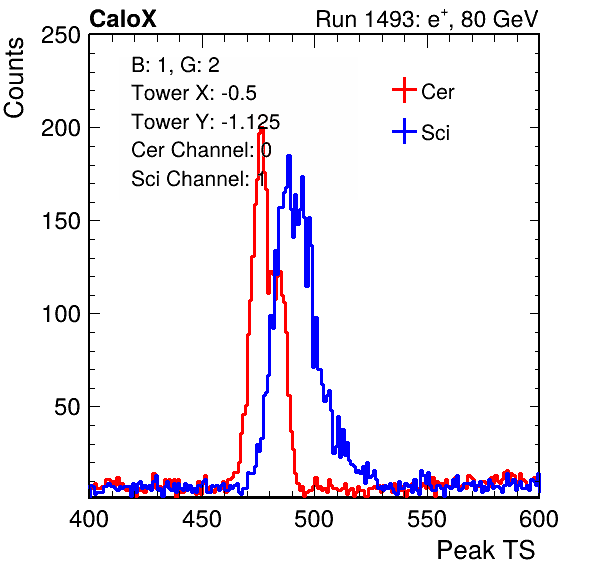 CaloX
Run 1493: e+, 80 GeV
Counts
250
200
150
100
50
B: 1, G: 2
Tower X: -0.5
Tower Y: -1.125
Cer Channel: 0
Sci Channel: 1
Cer
Sci
400
450
500
550
600
Peak TS